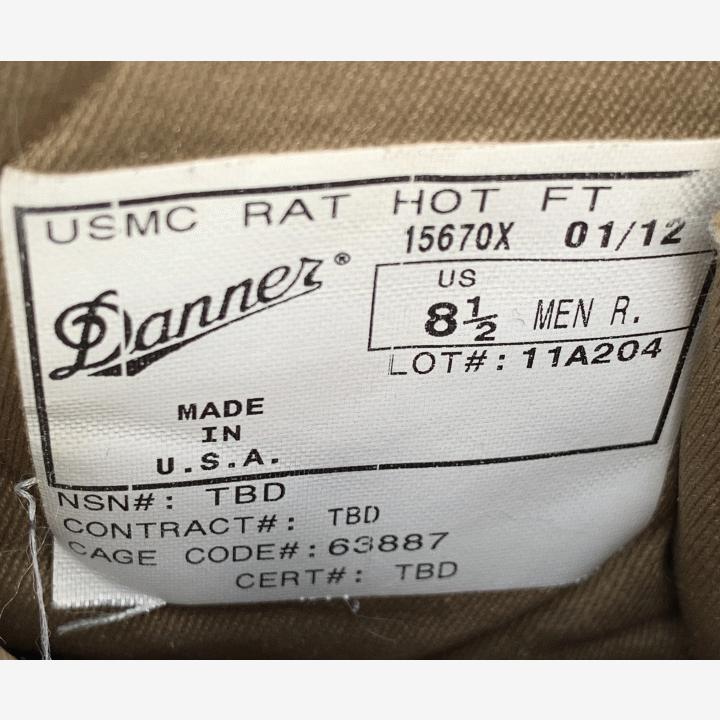 USMC RAT HOT FT
15670X 01/12
Danner®
US
8½ MEN R.
LOT#: 11A204
MADE
IN
U.S.A.
NSN#: TBD
CONTRACT#: TBD
CAGE CODE#: 63887
CERT#: TBD